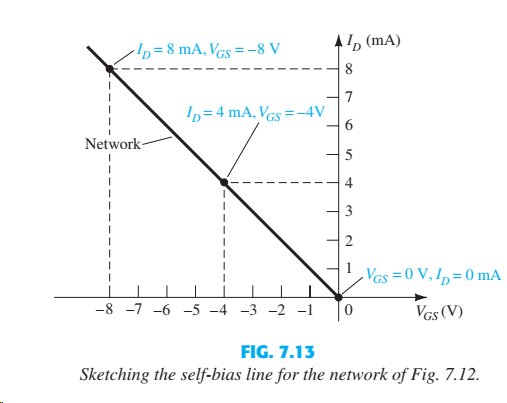 I_D (mA)
I_D = 8 mA, V_GS = –8 V
8
7
I_D = 4 mA, V_GS = –4V
6
Network
5
4
3
2
1
V_GS = 0 V, I_D = 0 mA
–8 –7 –6 –5 –4 –3 –2 –1 0
V_GS (V)
FIG. 7.13
Sketching the self-bias line for the network of Fig. 7.12.